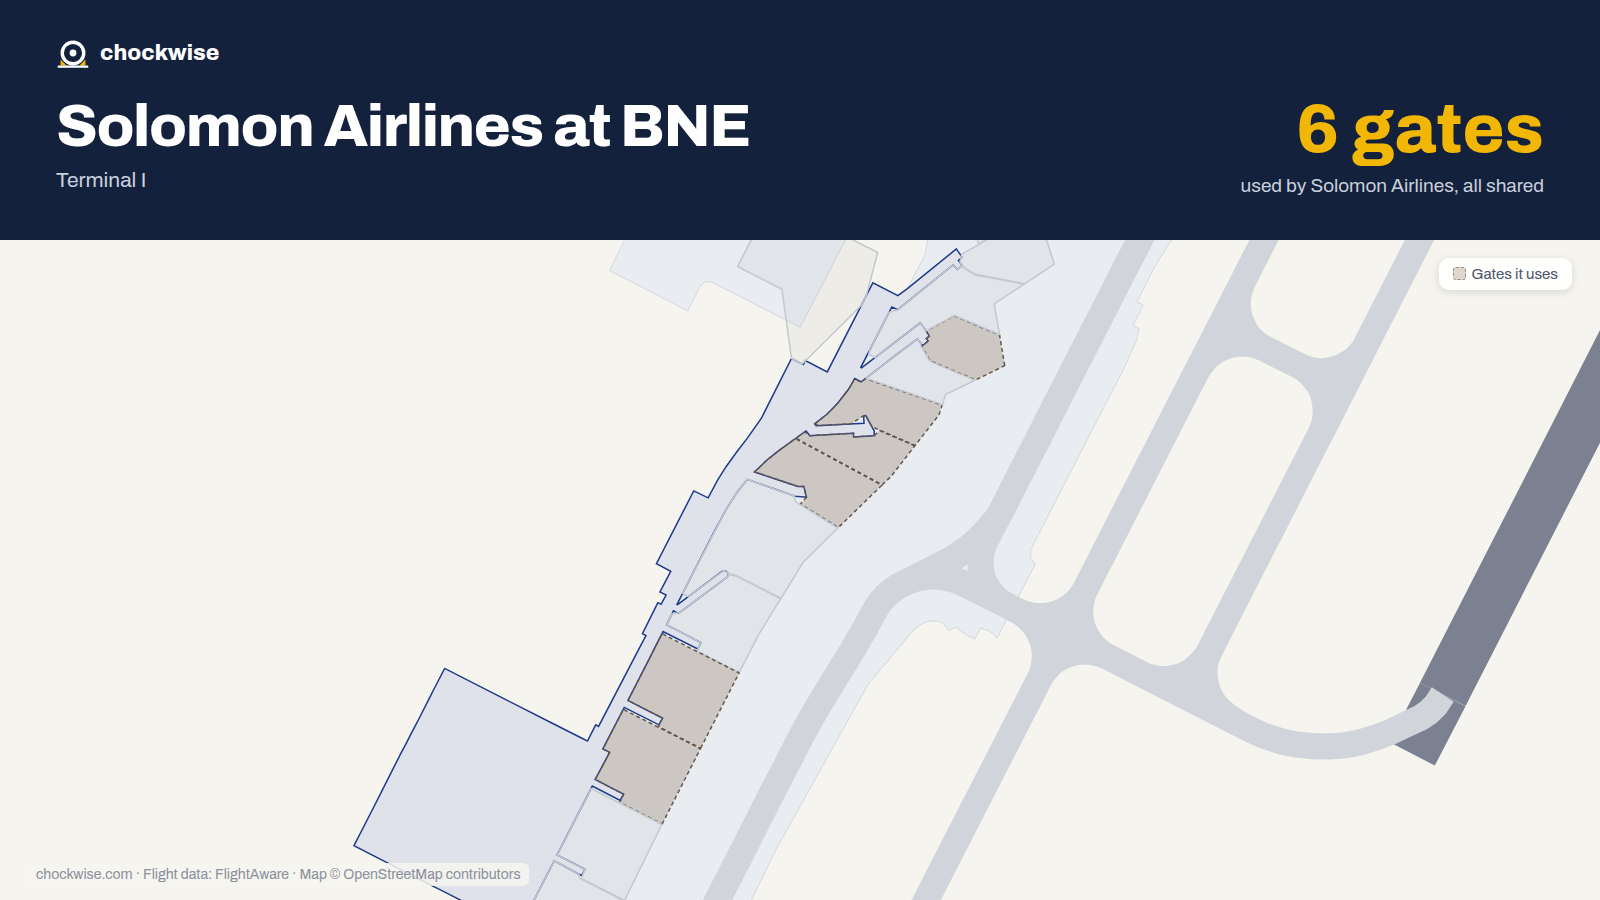 chockwise
Solomon Airlines at BNE
Terminal I
6 gates
used by Solomon Airlines, all shared
Gates it uses
chockwise.com · Flight data: FlightAware · Map © OpenStreetMap contributors